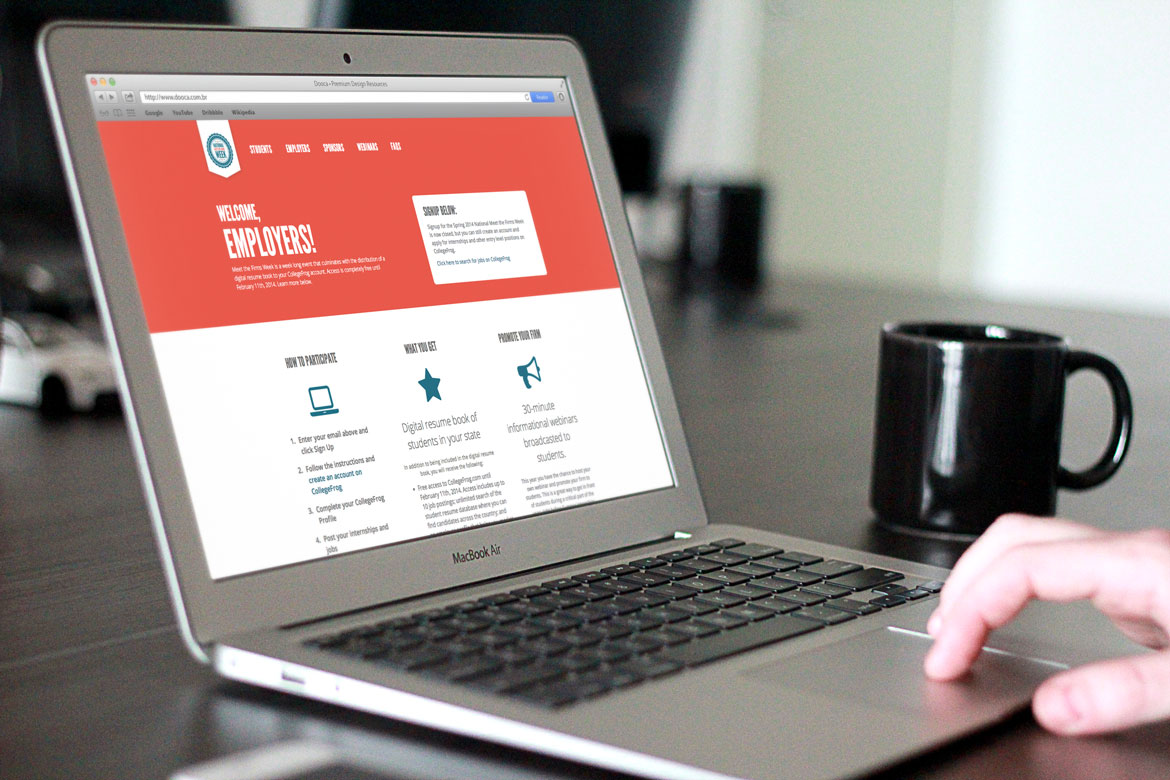 Dooca • Premium Design Resources.
http://www.dooca.com.br
Google YouTube Dribbble Wikipedia
NATIONAL
WEEK
STUDENTS EMPLOYERS SPONSORS WEBINARS FAQS
WELCOME,
EMPLOYERS!
Meet the Firms Week is a week long event that culminates with the distribution of a
digital resume book to your CollegeFrog account. Access is completely free until
February 11th, 2014. Learn more below.
SIGNUP BELOW:
Signup for the Spring 2014 National Meet the Firms Week
is now closed, but you can still create an account and
apply for internships and other entry level positions on
CollegeFrog.
Click here to search for jobs on CollegeFrog
HOW TO PARTICIPATE
1. Enter your email above and
click Sign Up
2. Follow the instructions and
create an account on
CollegeFrog
3. Complete your CollegeFrog
Profile
4. Post your internships and
jobs
WHAT YOU GET
Digital resume book of
students in your state
In addition to being included in the digital resume
book, you will receive the following:
• Free access to CollegeFrog.com until
February 11th, 2014. Access includes up to
10 job postings; unlimited search of the
student resume database where you can
find candidates across the country; and
PROMOTE YOUR FIRM
30-minute
informational webinars
broadcasted to
students.
This year you have the chance to host your
own webinar and promote your firm to
students. This is a great way to get in front
of students during a critical part of the
MacBook Air